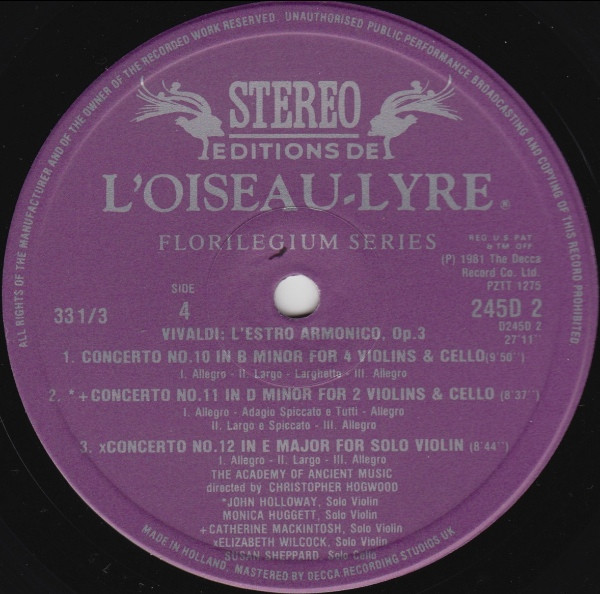 ALL RIGHTS OF THE MANUFACTURER AND OF THE OWNER OF THE RECORDED WORK RESERVED. UNAUTHORISED PUBLIC PERFORMANCE BROADCASTING AND COPYING OF THIS RECORD PROHIBITED
STEREO
EDITIONS DE
L'OISEAU-LYRE ®
FLORILEGIUM SERIES
REG U.S. PAT.
& TM. OFF.
(P) 1981 The Decca
Record Co. Ltd.
PZTT 1275
33 1/3
SIDE
4
245D 2
D245D 2
27'11"
VIVALDI: L'ESTRO ARMONICO, Op.3
1. CONCERTO NO.10 IN B MINOR FOR 4 VIOLINS & CELLO(9'50'')
I. Allegro - II. Largo - Larghetto - III. Allegro
2. *+CONCERTO NO.11 IN D MINOR FOR 2 VIOLINS & CELLO (8'37'')
I. Allegro - Adagio Spiccato e Tutti - Allegro
II. Largo e Spiccato - III. Allegro
3. xCONCERTO NO.12 IN E MAJOR FOR SOLO VIOLIN (8'44'')
I. Allegro - II. Largo - III. Allegro
THE ACADEMY OF ANCIENT MUSIC
directed by CHRISTOPHER HOGWOOD
*JOHN HOLLOWAY, Solo Violin
MONICA HUGGETT, Solo Violin
+CATHERINE MACKINTOSH, Solo Violin
xELIZABETH WILCOCK, Solo Violin
SUSAN SHEPPARD, Solo Cello
MADE IN HOLLAND, MASTERED BY DECCA RECORDING STUDIOS UK